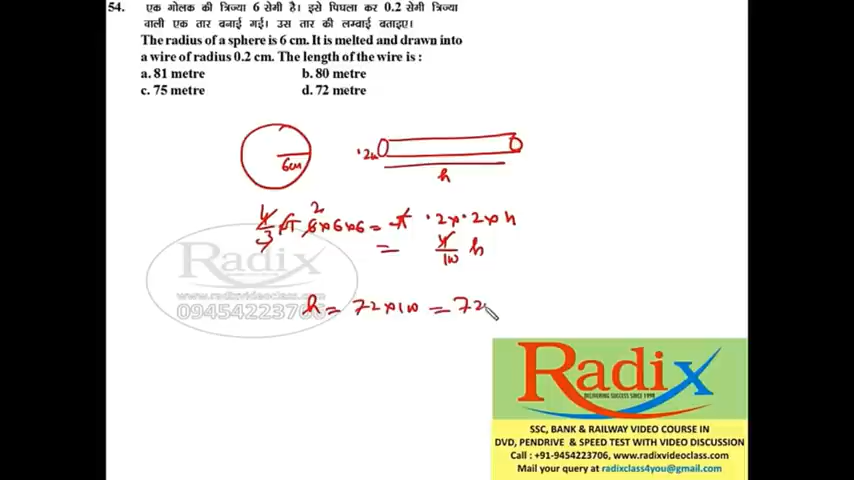 54. एक गोलक की त्रिज्या 6 सेमी है। इसे पिघला कर 0.2 सेमी त्रिज्या
वाली एक तार बनाई गई। उस तार की लम्बाई बताइए।
The radius of a sphere is 6 cm. It is melted and drawn into
a wire of radius 0.2 cm. The length of the wire is :
a. 81 metre b. 80 metre
c. 75 metre d. 72 metre
6cm
h
4/3 π 6×6×6 = π ·2×·2×h
2
= 4/100 h
Radix
www.radixvideoclass.com
09454223706
h = 72×100 = 72
Radix
DELIVERING SUCCESS SINCE 1998
SSC, BANK & RAILWAY VIDEO COURSE IN
DVD, PENDRIVE & SPEED TEST WITH VIDEO DISCUSSION
Call : +91-9454223706, www.radixvideoclass.com
Mail your query at radixclass4you@gmail.com